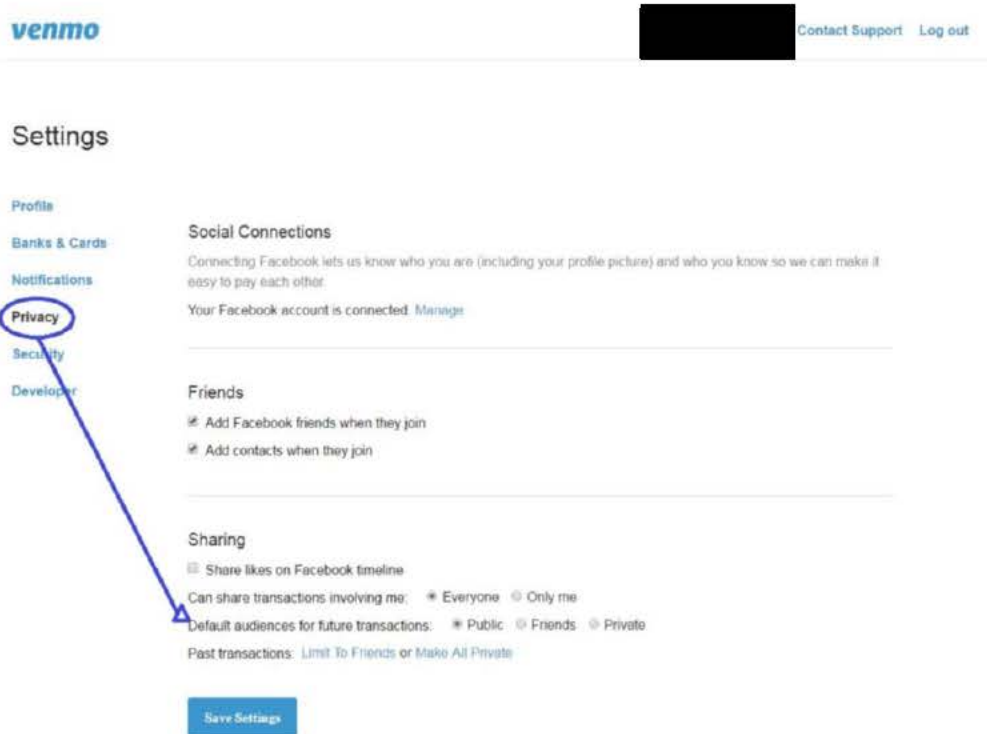 venmo
Contact Support Log out
Settings
Profile
Banks & Cards
Notifications
Privacy
Security
Developer
Social Connections
Connecting Facebook lets us know who you are (including your profile picture) and who you know so we can make it
easy to pay each other.
Your Facebook account is connected. Manage
Friends
Add Facebook friends when they join
Add contacts when they join
Sharing
Share likes on Facebook timeline
Can share transactions involving me: Everyone Only me
Default audiences for future transactions: Public Friends Private
Past transactions: Limit To Friends or Make All Private
Save Settings